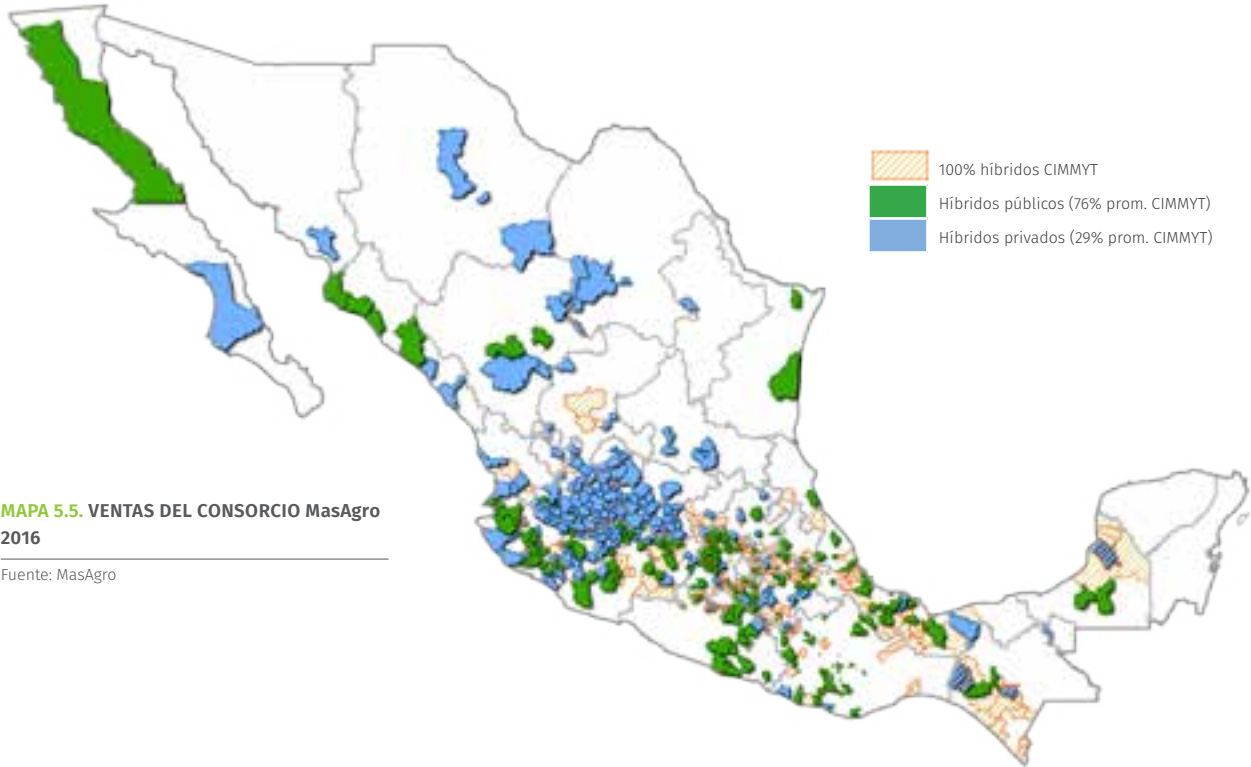 100% híbridos CIMMYT
Híbridos públicos (76% prom. CIMMYT)
Híbridos privados (29% prom. CIMMYT)
MAPA 5.5. VENTAS DEL CONSORCIO MasAgro
2016
Fuente: MasAgro